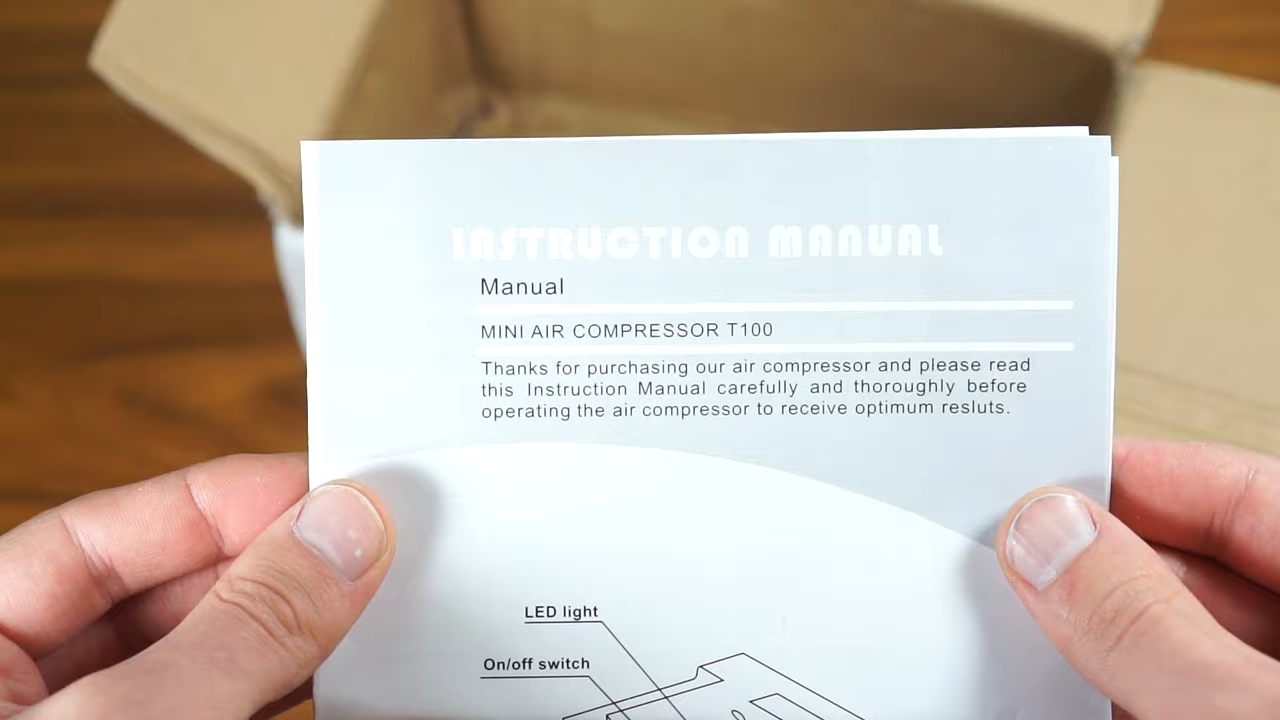 INSTRUCTION MANUAL
Manual
MINI AIR COMPRESSOR T100
Thanks for purchasing our air compressor and please read
this Instruction Manual carefully and thoroughly before
operating the air compressor to receive optimum resluts.
LED light
On/off switch